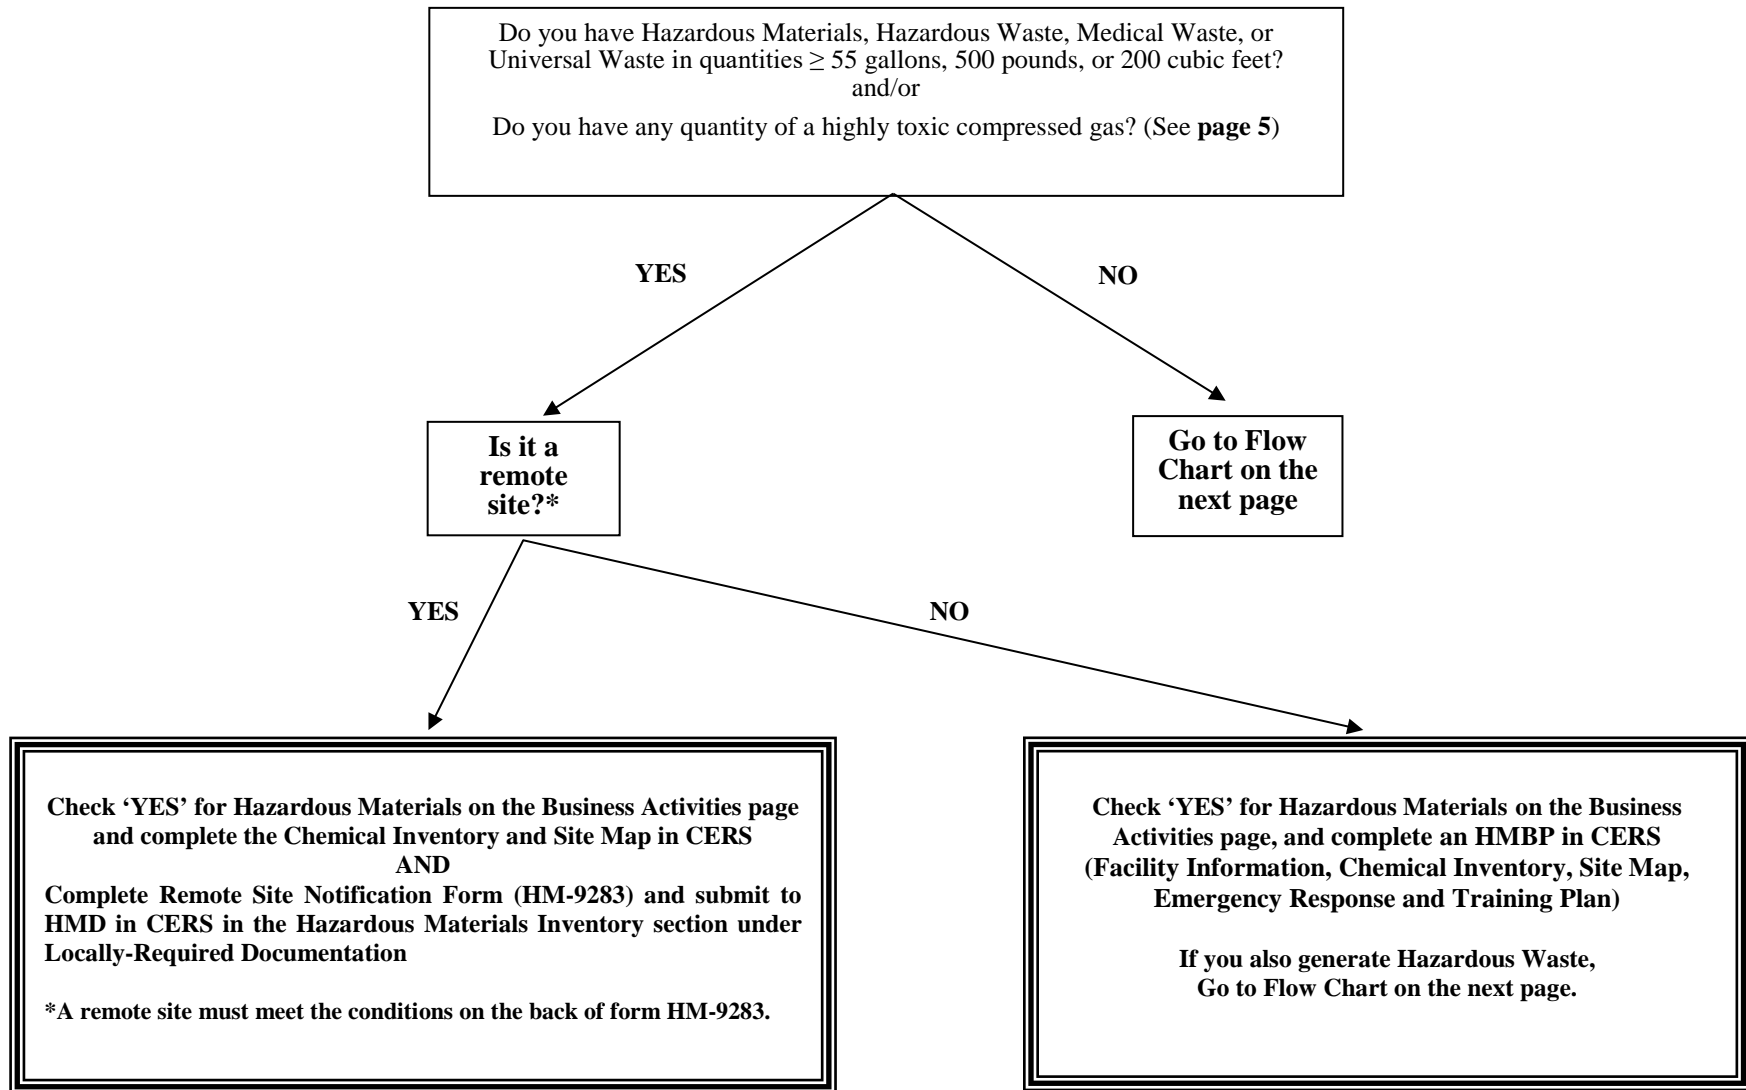 Do you have Hazardous Materials, Hazardous Waste, Medical Waste, or
Universal Waste in quantities ≥ 55 gallons, 500 pounds, or 200 cubic feet?
and/or
Do you have any quantity of a highly toxic compressed gas? (See page 5)
YES
NO
Is it a
remote
site?*
Go to Flow
Chart on the
next page
YES
NO
Check ‘YES’ for Hazardous Materials on the Business Activities page
and complete the Chemical Inventory and Site Map in CERS
AND
Complete Remote Site Notification Form (HM-9283) and submit to
HMD in CERS in the Hazardous Materials Inventory section under
Locally-Required Documentation
*A remote site must meet the conditions on the back of form HM-9283.
Check ‘YES’ for Hazardous Materials on the Business
Activities page, and complete an HMBP in CERS
(Facility Information, Chemical Inventory, Site Map,
Emergency Response and Training Plan)
If you also generate Hazardous Waste,
Go to Flow Chart on the next page.